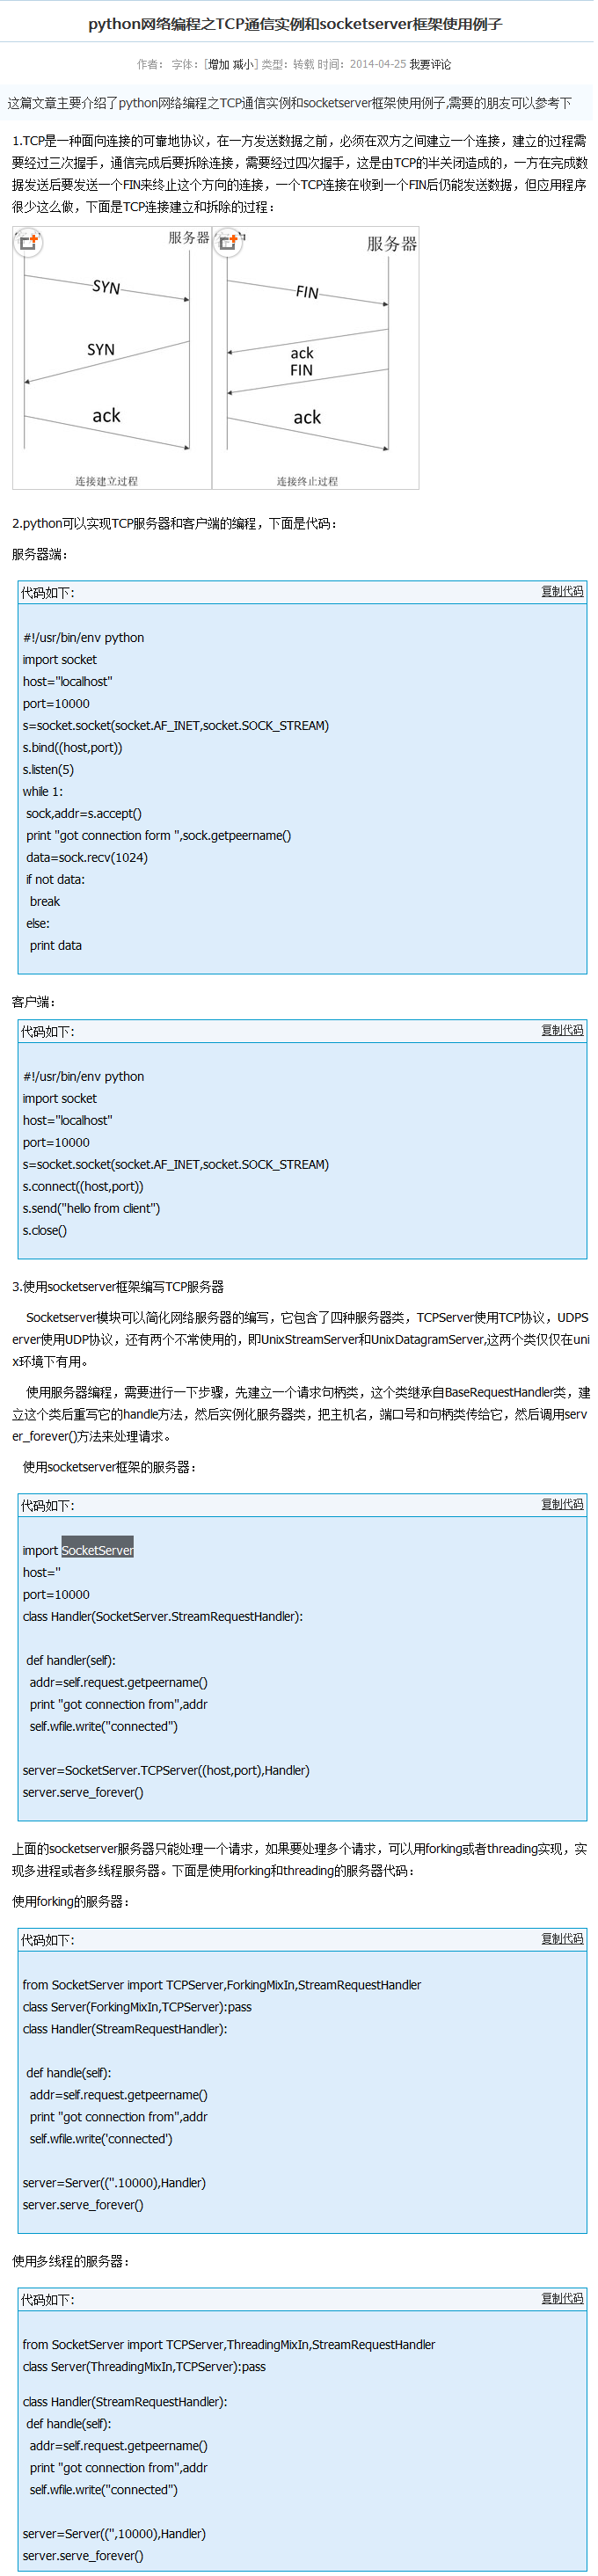 python网络编程之TCP通信实例和socketserver框架使用例子
作者： 字体：[增加 减小] 类型：转载 时间：2014-04-25 我要评论
这篇文章主要介绍了python网络编程之TCP通信实例和socketserver框架使用例子,需要的朋友可以参考下
1.TCP是一种面向连接的可靠地协议，在一方发送数据之前，必须在双方之间建立一个连接，建立的过程需
要经过三次握手，通信完成后要拆除连接，需要经过四次握手，这是由TCP的半关闭造成的，一方在完成数
据发送后要发送一个FIN来终止这个方向的连接，一个TCP连接在收到一个FIN后仍能发送数据，但应用程序
很少这么做，下面是TCP连接建立和拆除的过程：
服务器
SYN
SYN
ack
连接建立过程
服务器
FIN
ack
FIN
ack
连接终止过程
2.python可以实现TCP服务器和客户端的编程，下面是代码：
服务器端：
代码如下:
复制代码
#!/usr/bin/env python
import socket
host="localhost"
port=10000
s=socket.socket(socket.AF_INET,socket.SOCK_STREAM)
s.bind((host,port))
s.listen(5)
while 1:
sock,addr=s.accept()
print "got connection form ",sock.getpeername()
data=sock.recv(1024)
if not data:
break
else:
print data
客户端：
代码如下:
复制代码
#!/usr/bin/env python
import socket
host="localhost"
port=10000
s=socket.socket(socket.AF_INET,socket.SOCK_STREAM)
s.connect((host,port))
s.send("hello from client")
s.close()
3.使用socketserver框架编写TCP服务器
Socketserver模块可以简化网络服务器的编写，它包含了四种服务器类，TCPServer使用TCP协议，UDPS
erver使用UDP协议，还有两个不常使用的，即UnixStreamServer和UnixDatagramServer,这两个类仅仅在uni
x环境下有用。
使用服务器编程，需要进行一下步骤，先建立一个请求句柄类，这个类继承自BaseRequestHandler类，建
立这个类后重写它的handle方法，然后实例化服务器类，把主机名，端口号和句柄类传给它，然后调用serv
er_forever()方法来处理请求。
使用socketserver框架的服务器：
代码如下:
复制代码
import SocketServer
host=''
port=10000
class Handler(SocketServer.StreamRequestHandler):
def handler(self):
addr=self.request.getpeername()
print "got connection from",addr
self.wfile.write("connected")
server=SocketServer.TCPServer((host,port),Handler)
server.serve_forever()
上面的socketserver服务器只能处理一个请求，如果要处理多个请求，可以用forking或者threading实现，实
现多进程或者多线程服务器。下面是使用forking和threading的服务器代码：
使用forking的服务器：
代码如下:
复制代码
from SocketServer import TCPServer,ForkingMixIn,StreamRequestHandler
class Server(ForkingMixIn,TCPServer):pass
class Handler(StreamRequestHandler):
def handle(self):
addr=self.request.getpeername()
print "got connection from",addr
self.wfile.write('connected')
server=Server((''.10000),Handler)
server.serve_forever()
使用多线程的服务器：
代码如下:
复制代码
from SocketServer import TCPServer,ThreadingMixIn,StreamRequestHandler
class Server(ThreadingMixIn,TCPServer):pass
class Handler(StreamRequestHandler):
def handle(self):
addr=self.request.getpeername()
print "got connection from",addr
self.wfile.write("connected")
server=Server(('',10000),Handler)
server.serve_forever()